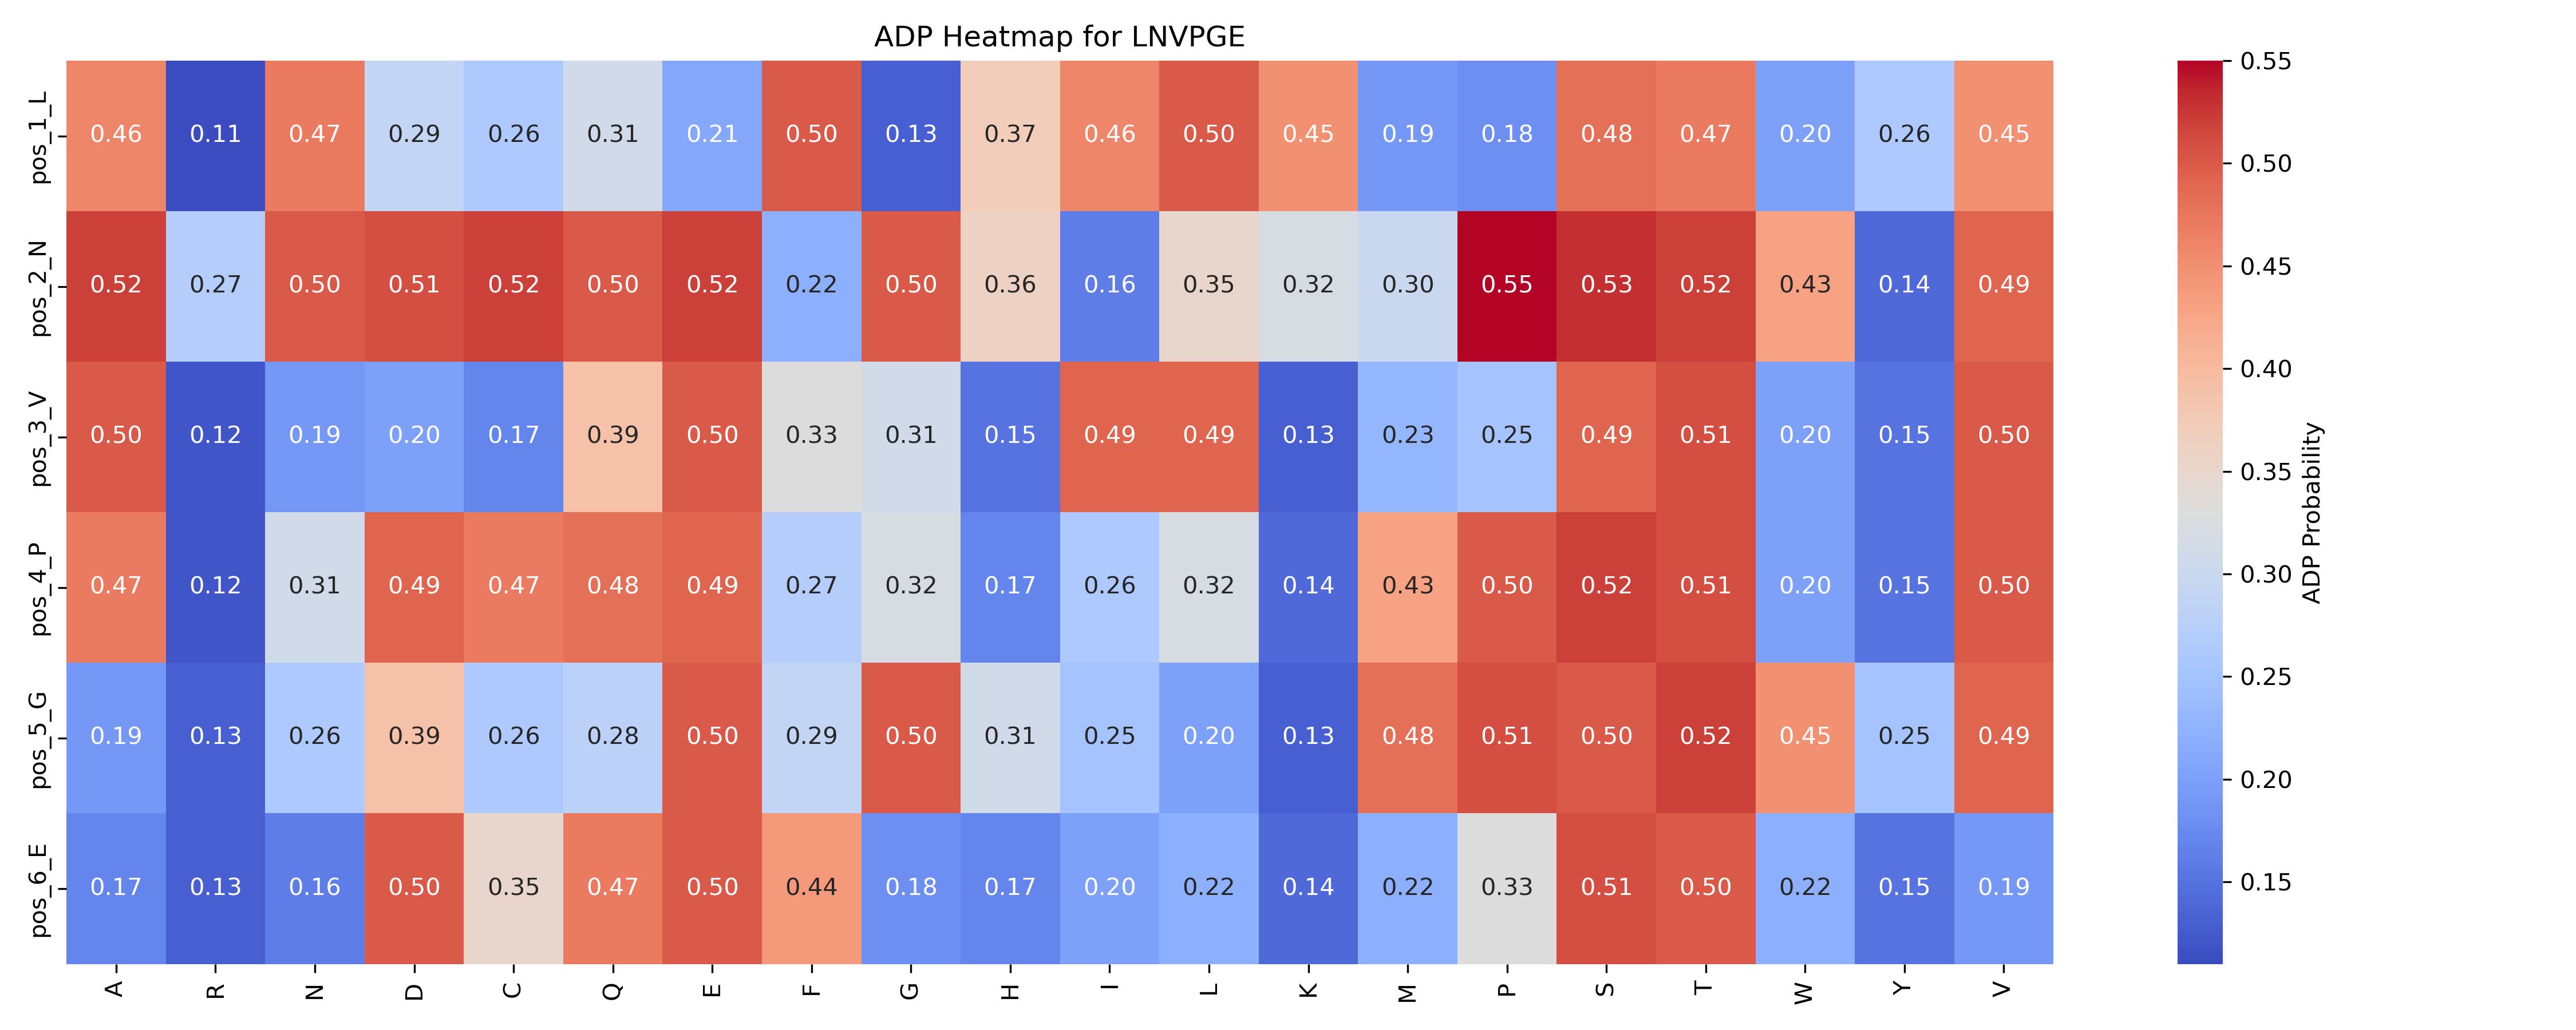 ADP Heatmap for LNVPGE
pos_1_L 0.46 0.11 0.47 0.29 0.26 0.31 0.21 0.50 0.13 0.37 0.46 0.50 0.45 0.19 0.18 0.48 0.47 0.20 0.26 0.45
pos_2_N 0.52 0.27 0.50 0.51 0.52 0.50 0.52 0.22 0.50 0.36 0.16 0.35 0.32 0.30 0.55 0.53 0.52 0.43 0.14 0.49
pos_3_V 0.50 0.12 0.19 0.20 0.17 0.39 0.50 0.33 0.31 0.15 0.49 0.49 0.13 0.23 0.25 0.49 0.51 0.20 0.15 0.50
pos_4_P 0.47 0.12 0.31 0.49 0.47 0.48 0.49 0.27 0.32 0.17 0.26 0.32 0.14 0.43 0.50 0.52 0.51 0.20 0.15 0.50
pos_5_G 0.19 0.13 0.26 0.39 0.26 0.28 0.50 0.29 0.50 0.31 0.25 0.20 0.13 0.48 0.51 0.50 0.52 0.45 0.25 0.49
pos_6_E 0.17 0.13 0.16 0.50 0.35 0.47 0.50 0.44 0.18 0.17 0.20 0.22 0.14 0.22 0.33 0.51 0.50 0.22 0.15 0.19
A R N D C Q E F G H I L K M P S T W Y V
0.55
0.50
0.45
0.40
0.35
0.30
0.25
0.20
0.15
ADP Probability